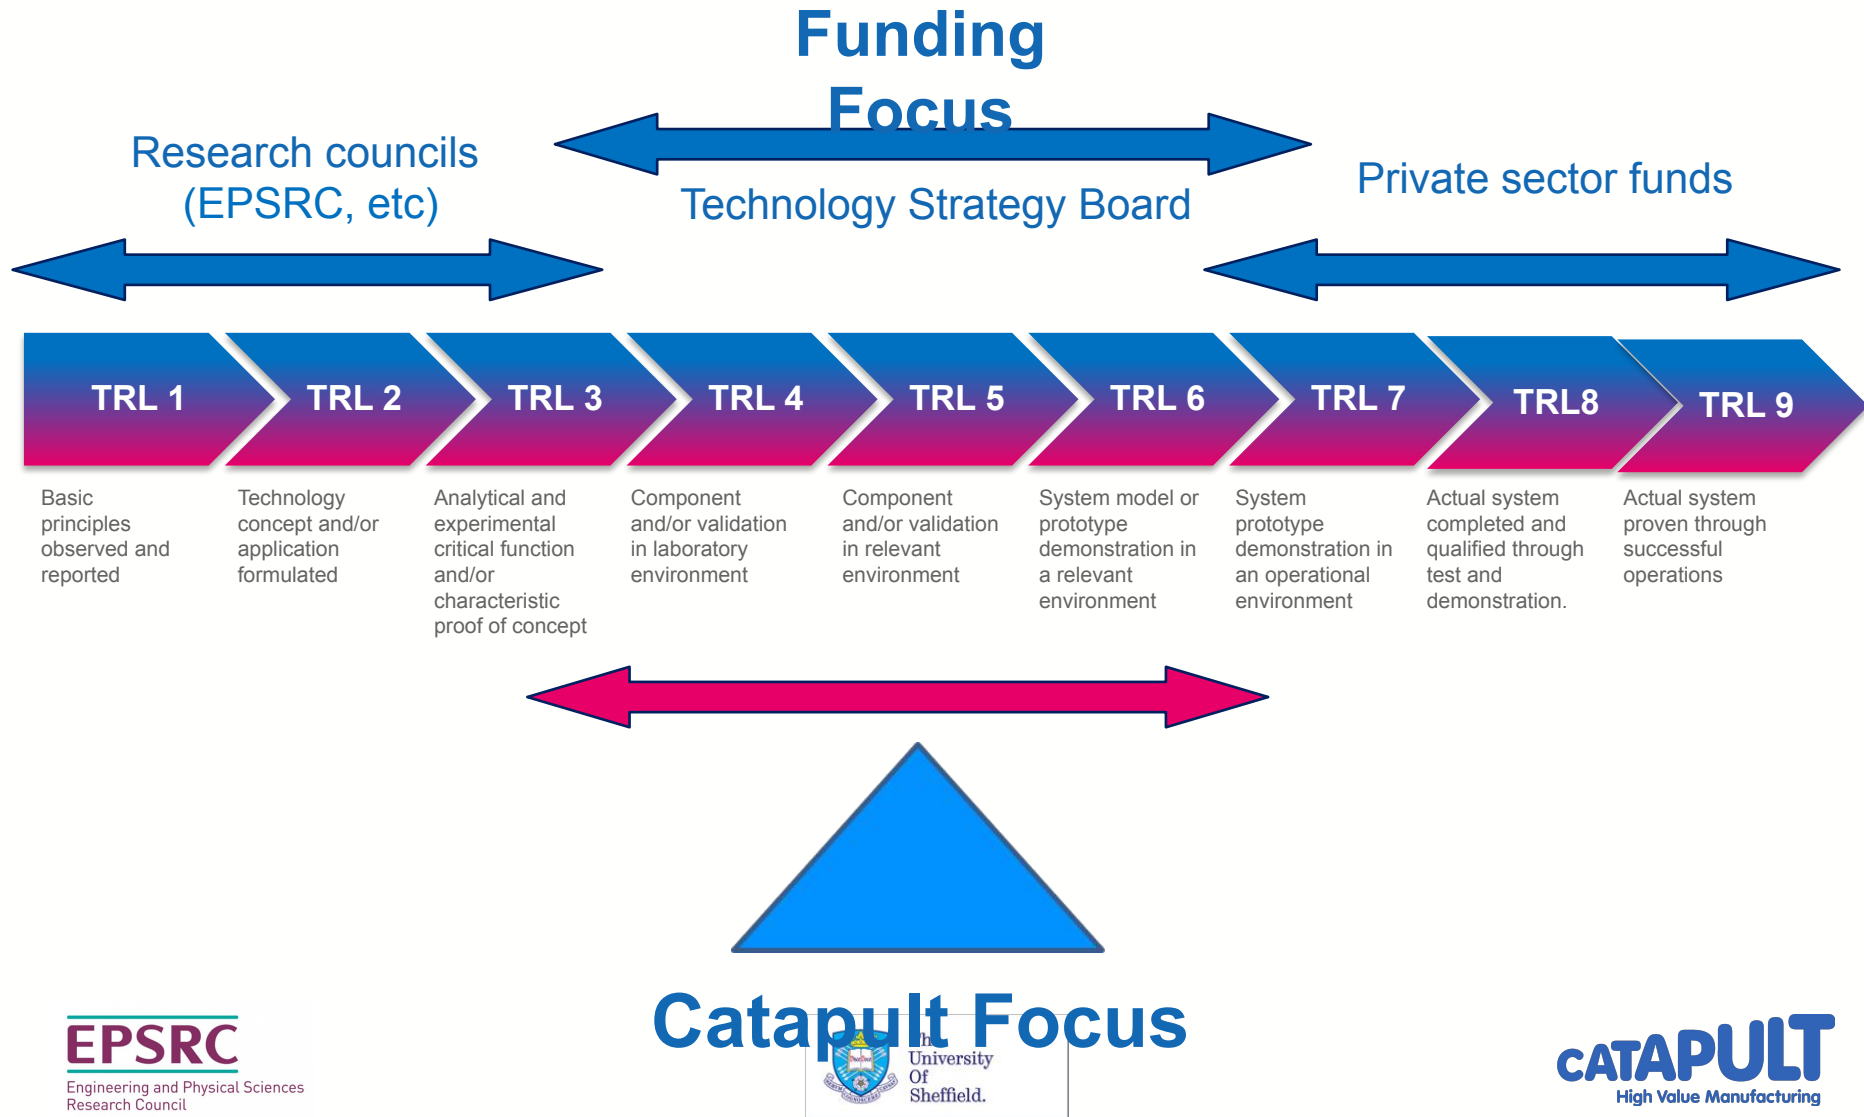 Funding
Focus
Research councils
(EPSRC, etc)
Technology Strategy Board
Private sector funds
TRL 1
TRL 2
TRL 3
TRL 4
TRL 5
TRL 6
TRL 7
TRL8
TRL 9
Basic
principles
observed and
reported
Technology
concept and/or
application
formulated
Analytical and
experimental
critical function
and/or
characteristic
proof of concept
Component
and/or validation
in laboratory
environment
Component
and/or validation
in relevant
environment
System model or
prototype
demonstration in
a relevant
environment
System
prototype
demonstration in
an operational
environment
Actual system
completed and
qualified through
test and
demonstration.
Actual system
proven through
successful
operations
Catapult Focus
EPSRC
Engineering and Physical Sciences
Research Council
The
University
Of
Sheffield.
CATAPULT
High Value Manufacturing